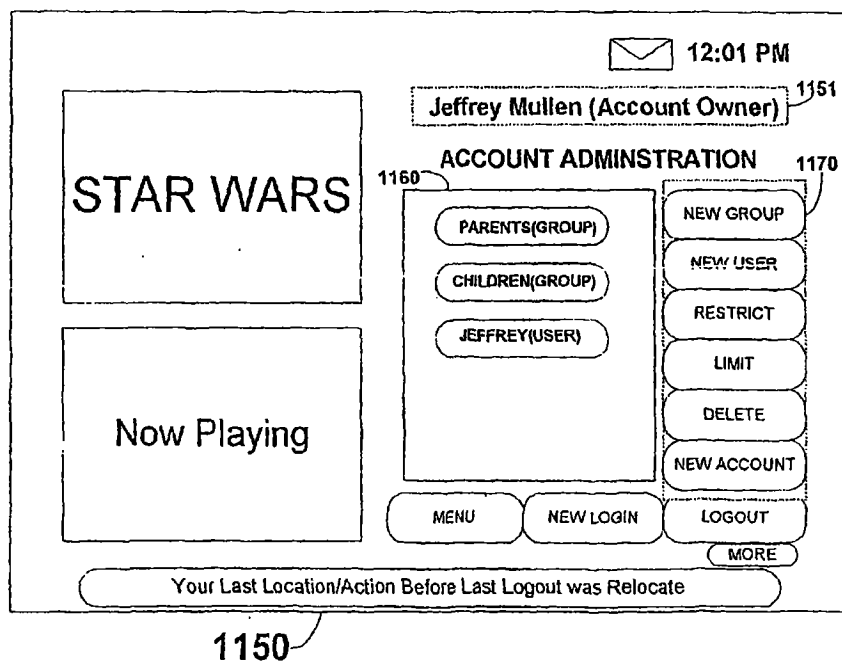 12:01 PM
1151
Jeffrey Mullen (Account Owner)
STAR WARS
ACCOUNT ADMINSTRATION
1160
1170
PARENTS(GROUP)
CHILDREN(GROUP)
JEFFREY(USER)
NEW GROUP
NEW USER
RESTRICT
LIMIT
DELETE
NEW ACCOUNT
Now Playing
MENU
NEW LOGIN
LOGOUT
MORE
Your Last Location/Action Before Last Logout was Relocate
1150